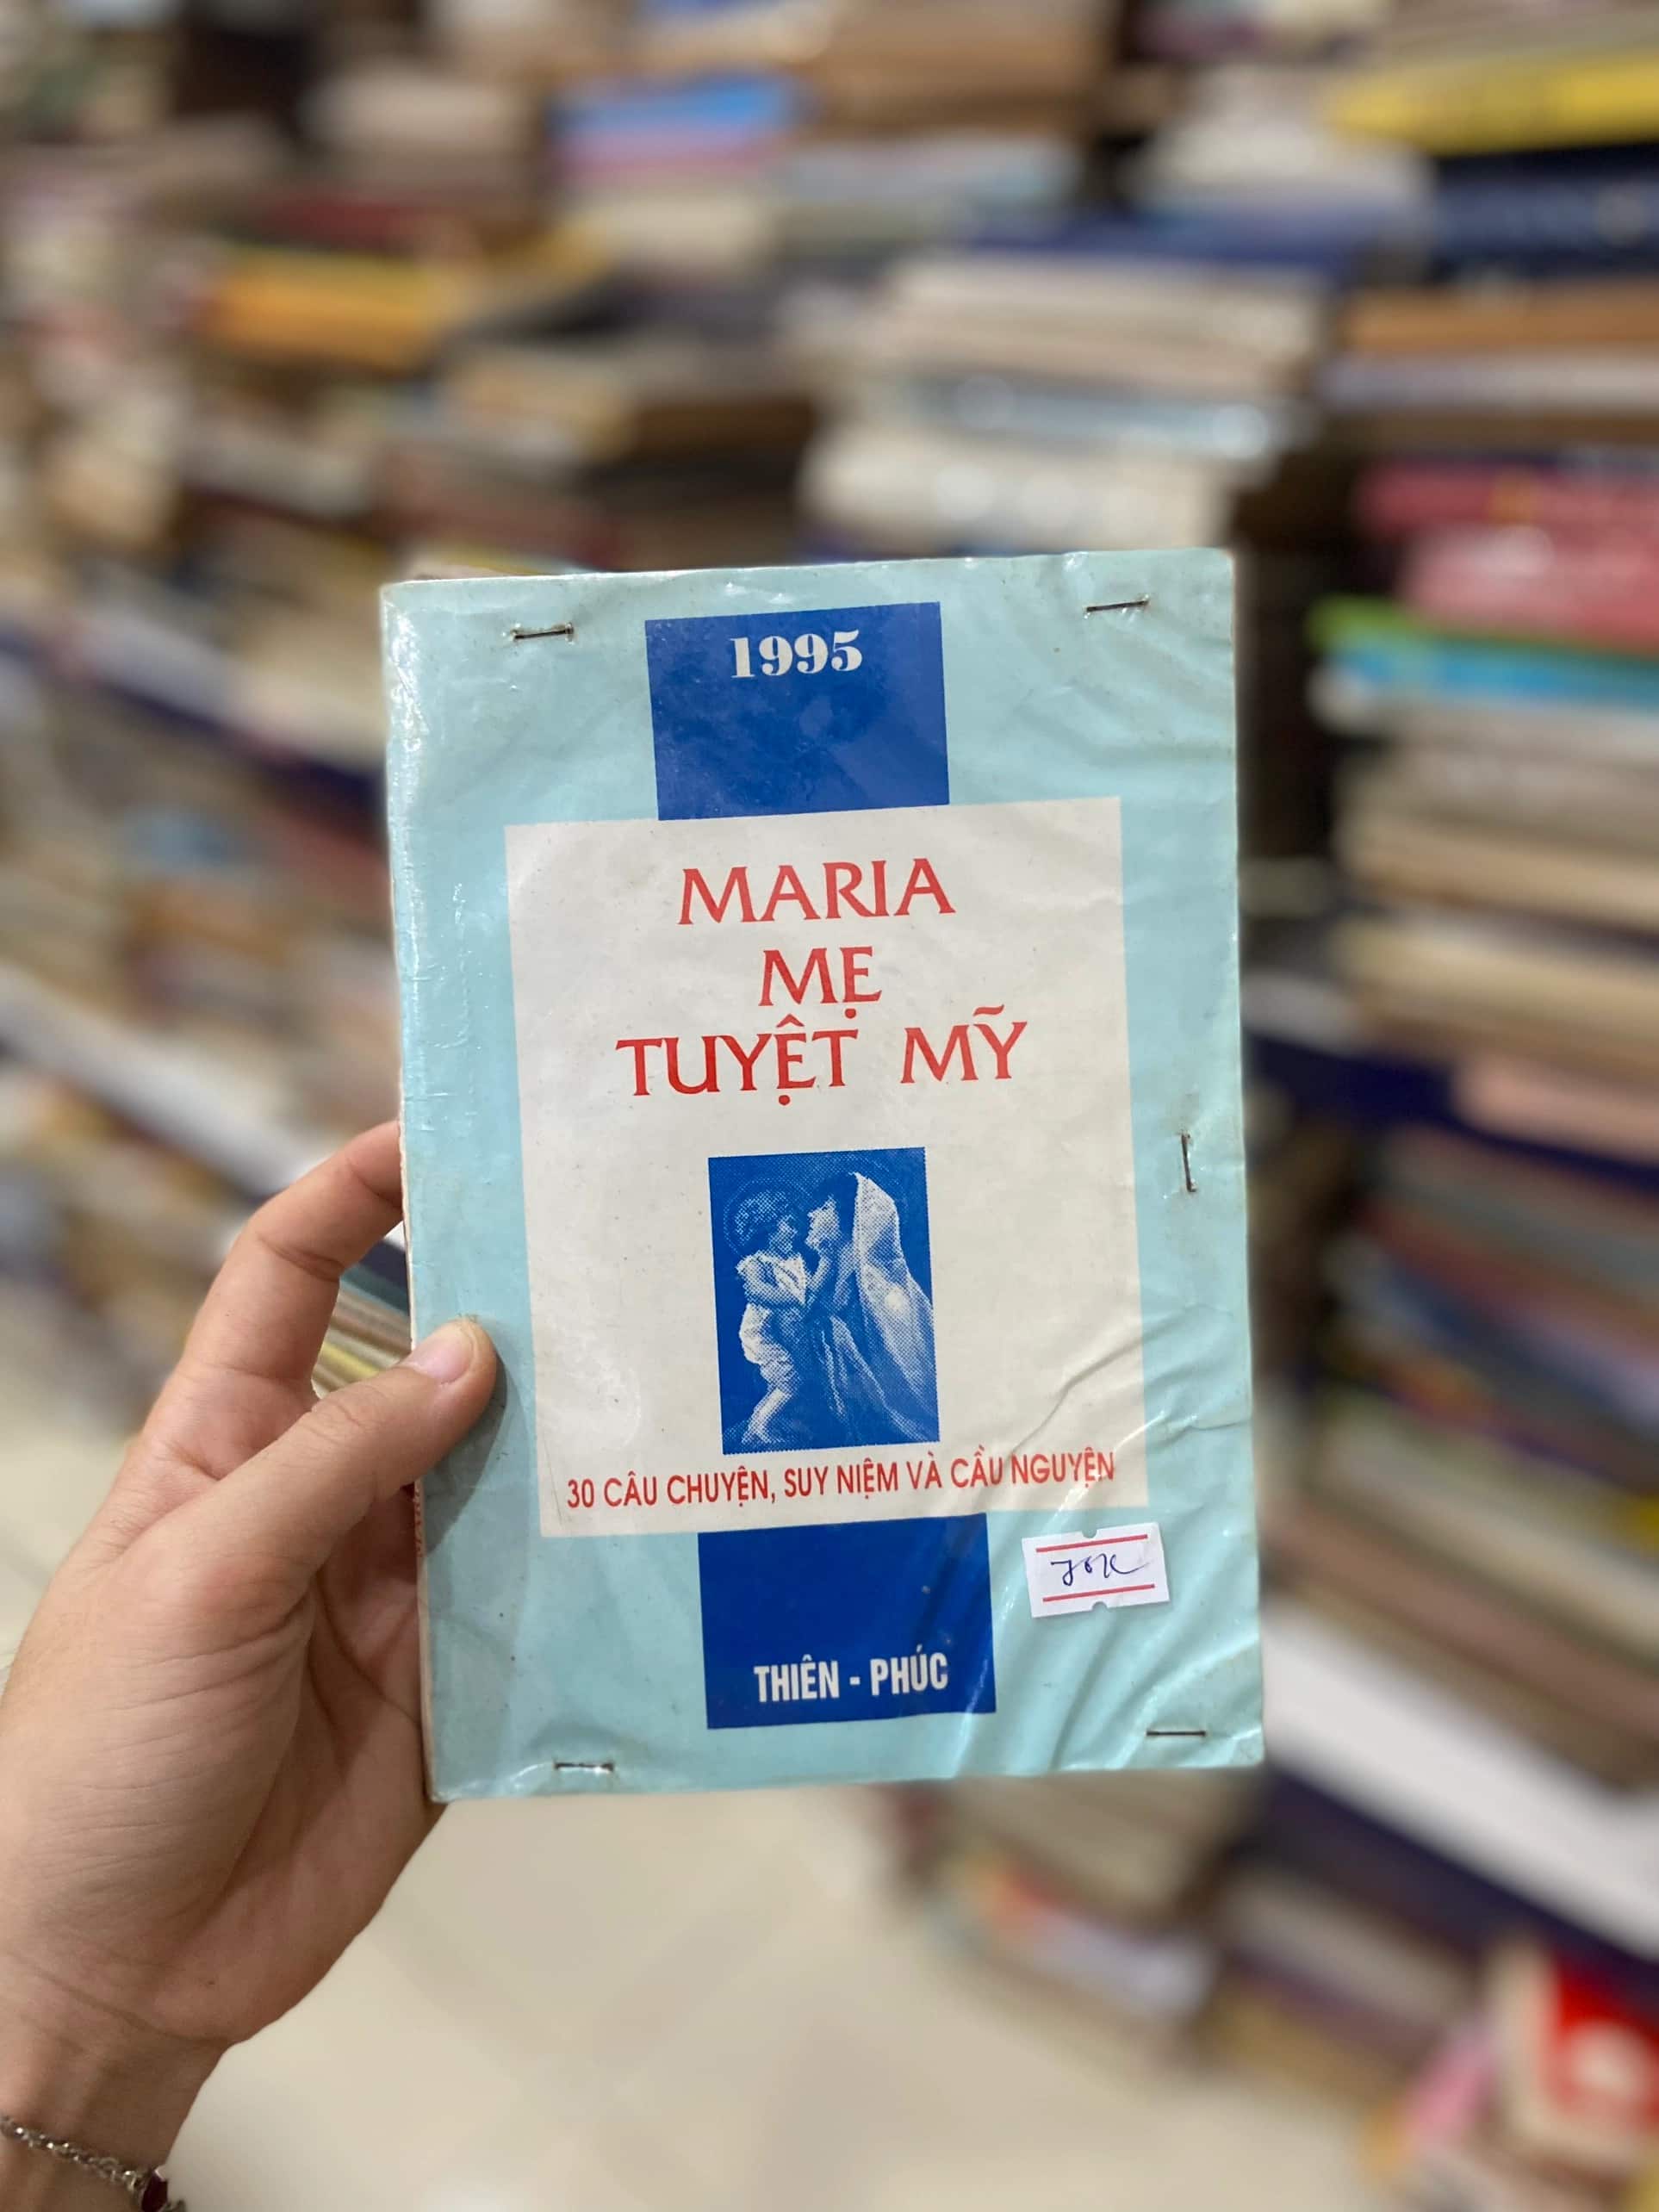 1995
MARIA
MẸ
TUYỆT MỸ
30 CÂU CHUYỆN, SUY NIỆM VÀ CẦU NGUYỆN
THIÊN - PHÚC